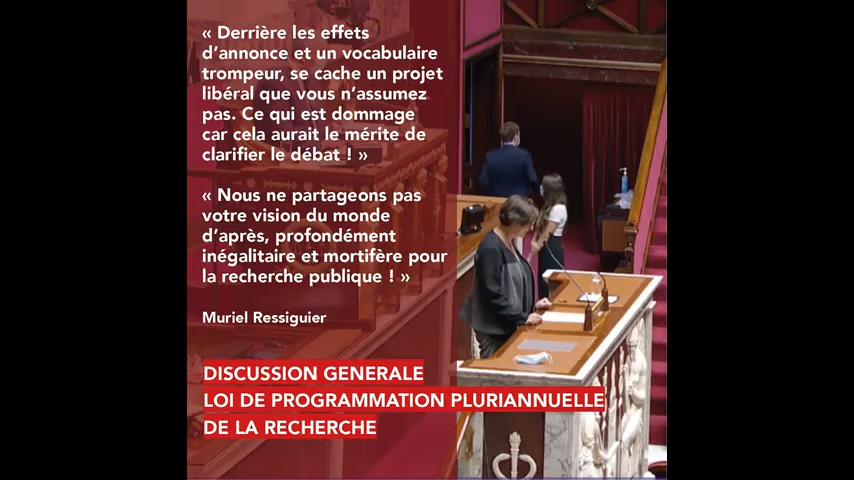 « Derrière les effets
d’annonce et un vocabulaire
trompeur, se cache un projet
libéral que vous n’assumez
pas. Ce qui est dommage
car cela aurait le mérite de
clarifier le débat ! »
« Nous ne partageons pas
votre vision du monde
d’après, profondément
inégalitaire et mortifère pour
la recherche publique ! »
Muriel Ressiguier
DISCUSSION GENERALE
LOI DE PROGRAMMATION PLURIANNUELLE
DE LA RECHERCHE